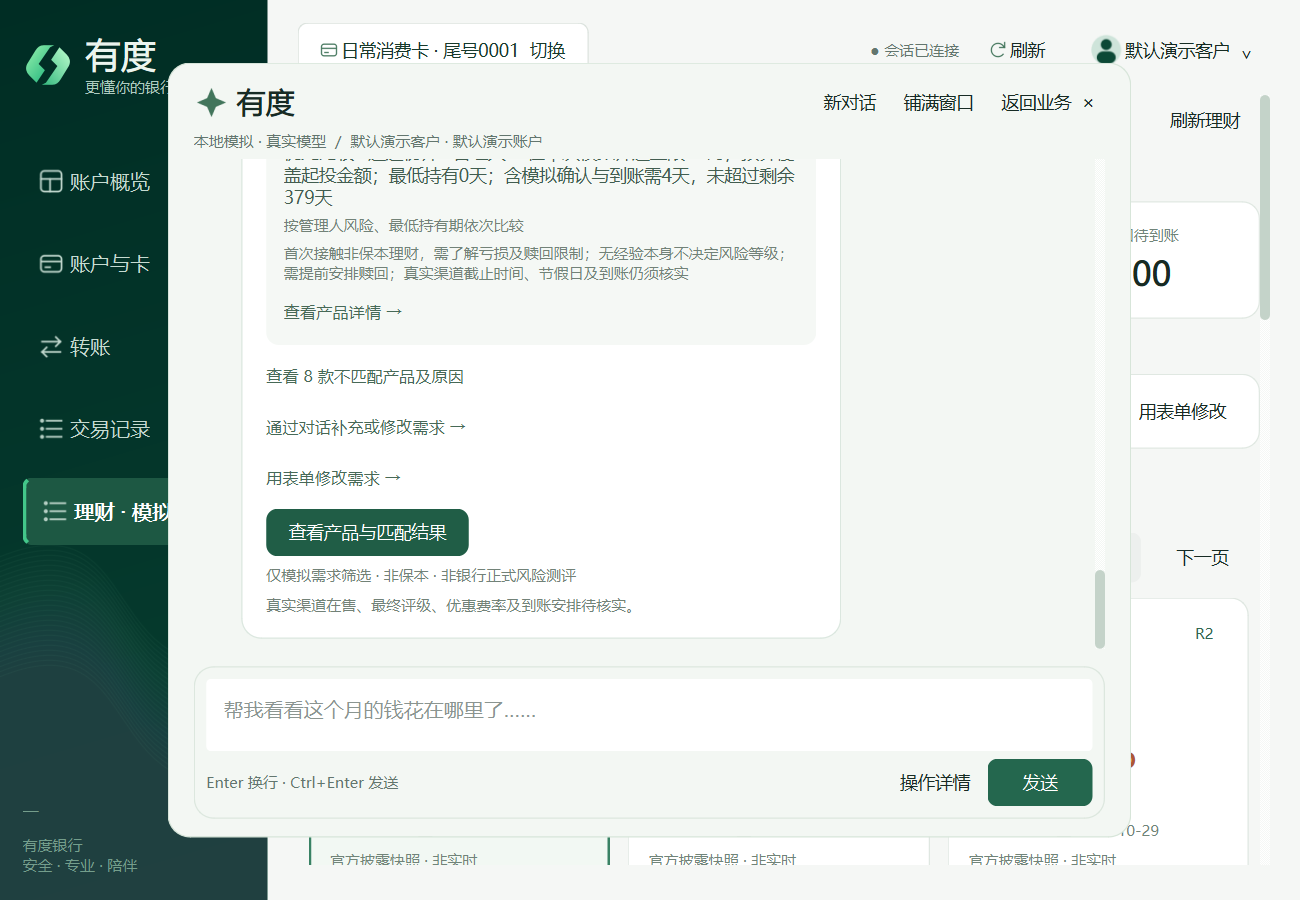 有度
更懂你的银行
账户概览
账户与卡
转账
交易记录
理财 · 模拟
有度银行
安全 · 专业 · 陪伴
日常消费卡 · 尾号0001 切换
会话已连接
刷新
默认演示客户
刷新理财
待到账
00
用表单修改
下一页
R2
10-29
官方披露快照 · 非实时
官方披露快照 · 非实时
官方披露快照 · 非实时
有度
新对话
铺满窗口
返回业务 ×
本地模拟 · 真实模型 / 默认演示客户 · 默认演示账户
盖起投金额；最低持有0天；含模拟确认与到账需4天，未超过剩余
379天
按管理人风险、最低持有期依次比较
首次接触非保本理财，需了解亏损及赎回限制；无经验本身不决定风险等级；
需提前安排赎回；真实渠道截止时间、节假日及到账仍须核实
查看产品详情 →
查看 8 款不匹配产品及原因
通过对话补充或修改需求 →
用表单修改需求 →
查看产品与匹配结果
仅模拟需求筛选 · 非保本 · 非银行正式风险测评
真实渠道在售、最终评级、优惠费率及到账安排待核实。
帮我看看这个月的钱花在哪里了......
Enter 换行 · Ctrl+Enter 发送
操作详情
发送